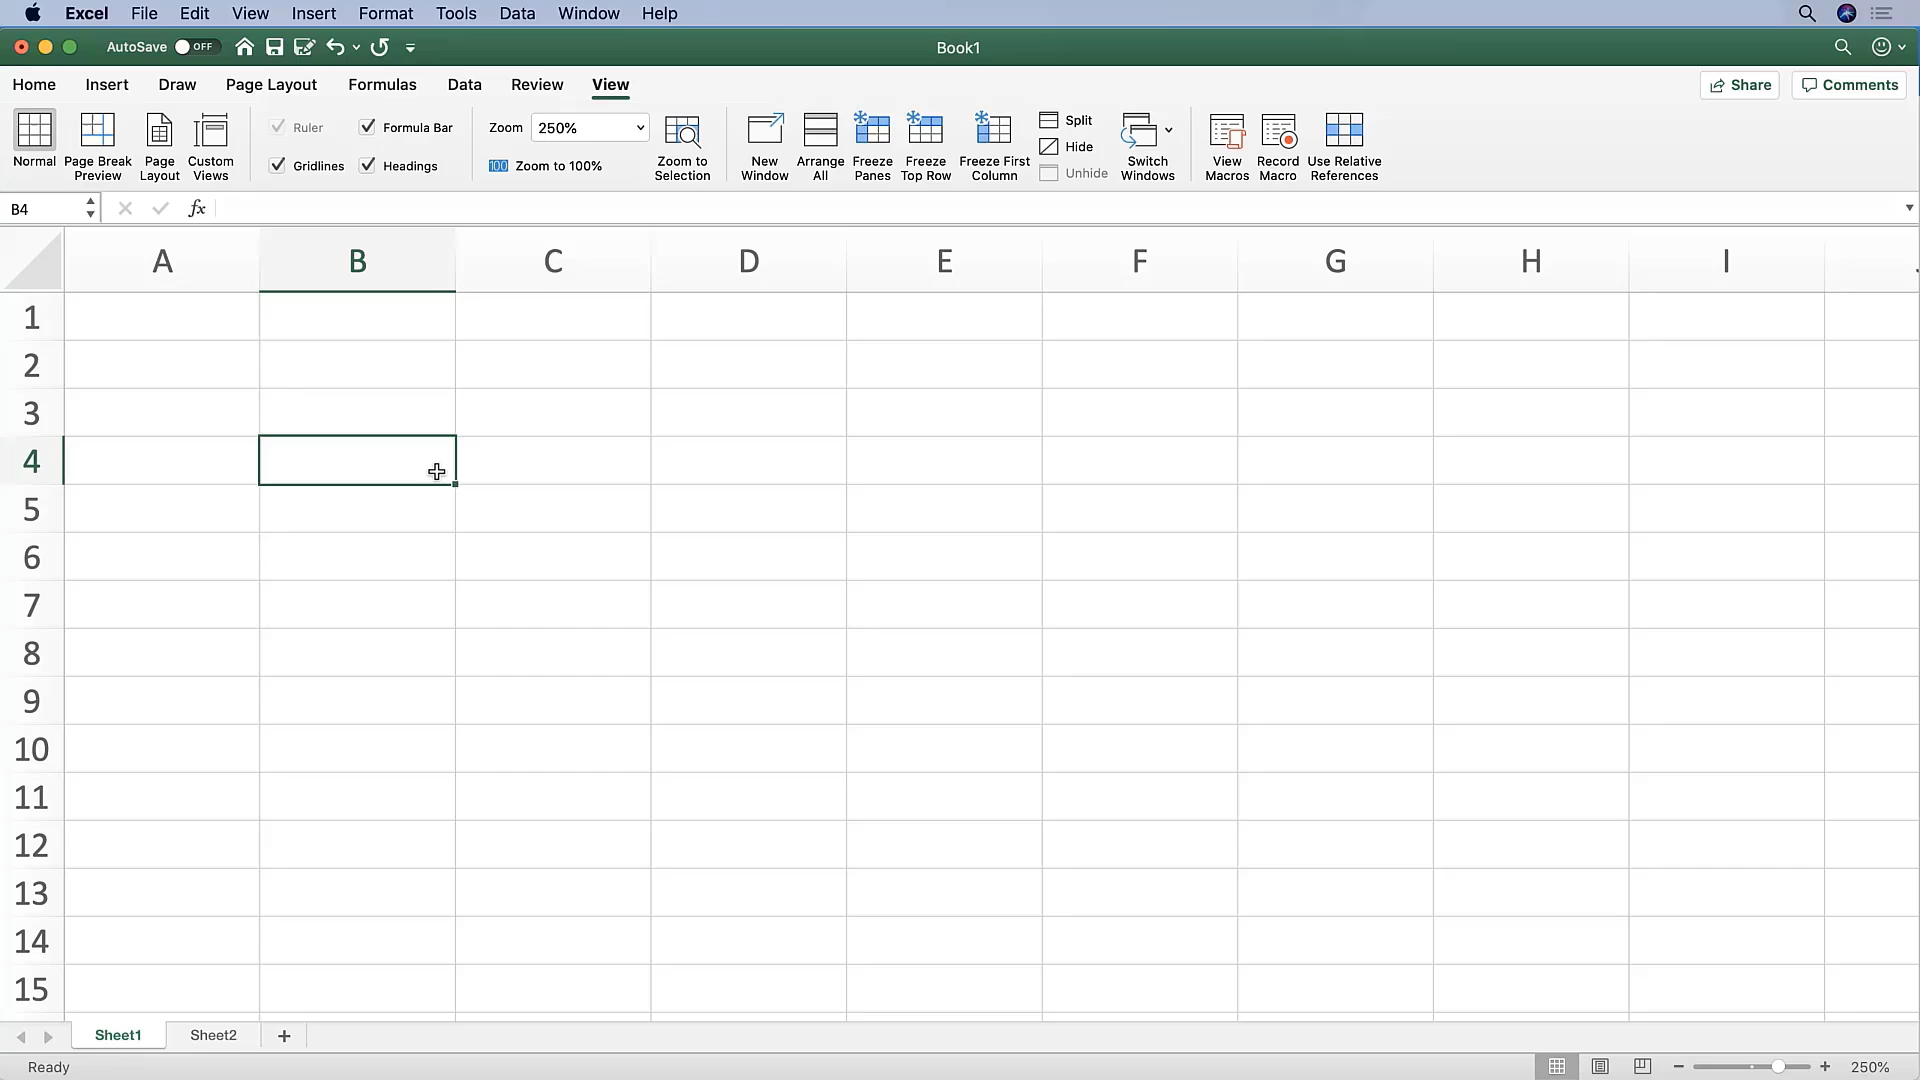 Excel File Edit View Insert Format Tools Data Window Help
AutoSave OFF Book1
Home Insert Draw Page Layout Formulas Data Review View Share Comments
Normal
Page Break Preview
Page Layout
Custom Views
Ruler Formula Bar
Gridlines Headings
Zoom 250%
100 Zoom to 100%
Zoom to Selection
New Window
Arrange All
Freeze Panes
Freeze Top Row
Freeze First Column
Split
Hide
Unhide
Switch Windows
View Macros
Record Macro
Use Relative References
B4 fx
A B C D E F G H I
1
2
3
4
5
6
7
8
9
10
11
12
13
14
15
Sheet1 Sheet2 +
Ready 250%